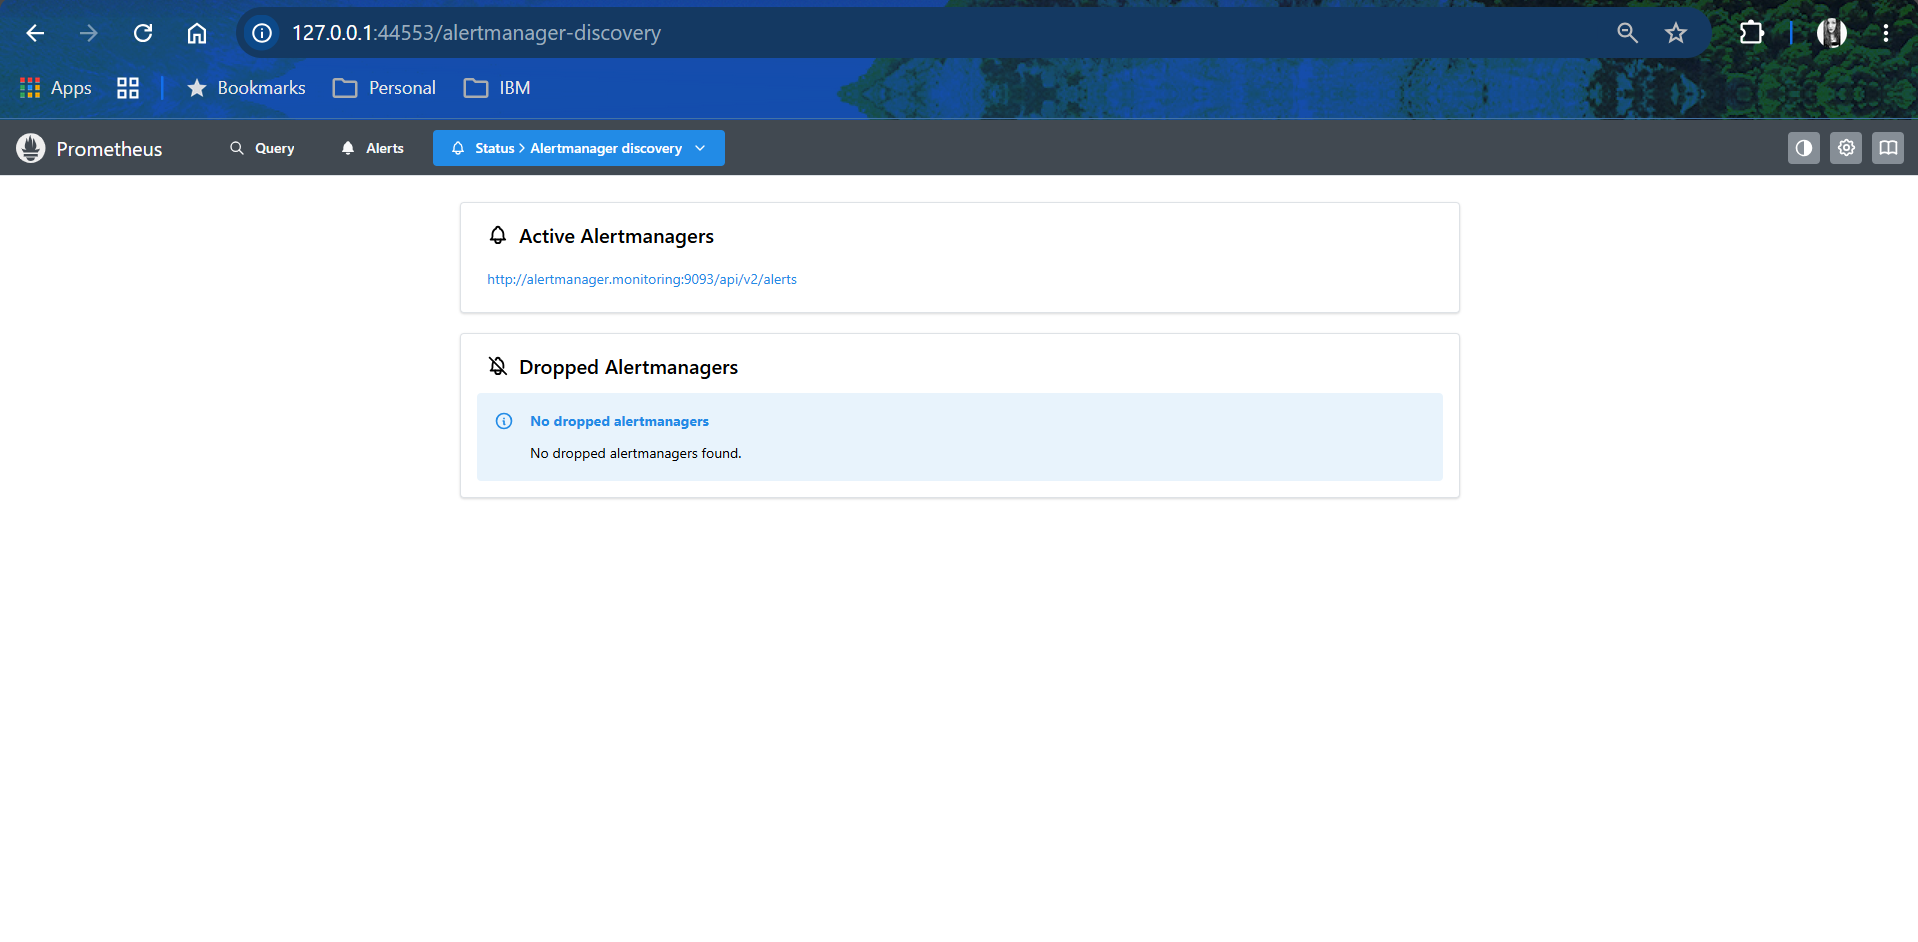 127.0.0.1:44553/alertmanager-discovery
Apps Bookmarks Personal IBM
Prometheus Query Alerts Status > Alertmanager discovery
Active Alertmanagers
http://alertmanager.monitoring:9093/api/v2/alerts
Dropped Alertmanagers
No dropped alertmanagers
No dropped alertmanagers found.